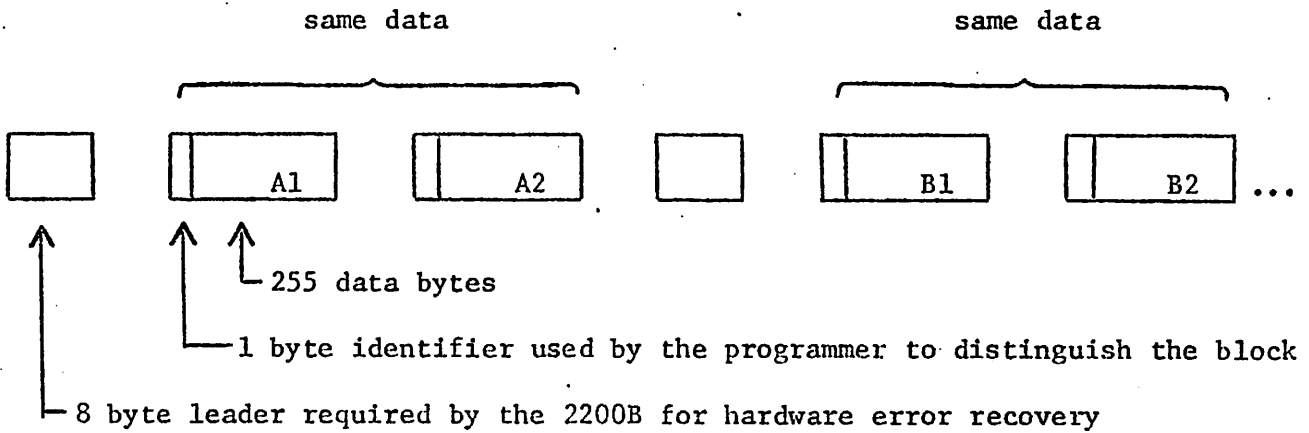 same data same data
A1 A2 B1 B2 ...
255 data bytes
1 byte identifier used by the programmer to distinguish the block
8 byte leader required by the 2200B for hardware error recovery